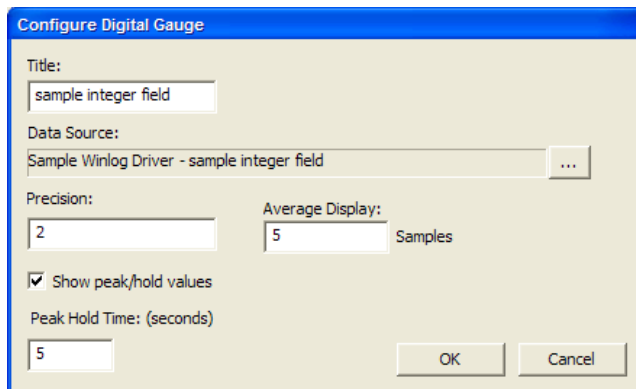 Configure Digital Gauge
Title:
sample integer field
Data Source:
Sample Winlog Driver - sample integer field
...
Precision:
Average Display:
2
5
Samples
Show peak/hold values
Peak Hold Time: (seconds)
5
OK
Cancel